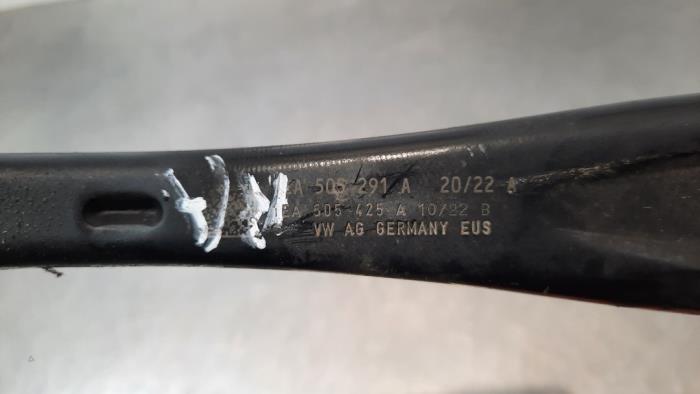 505 291 A 20/22 A
505 425 A 10/22 B
VW AG GERMANY EUS